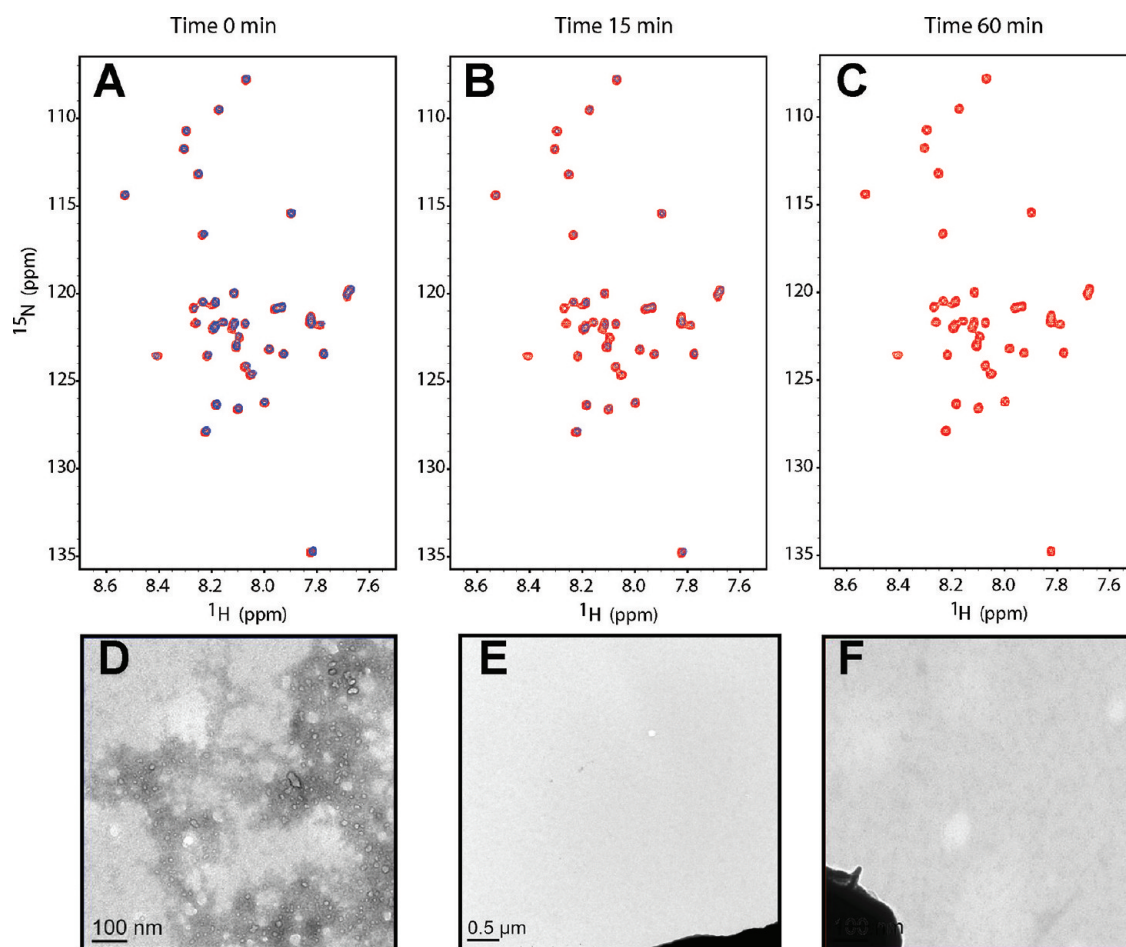 Time 0 min Time 15 min Time 60 min
A B C
110 110 110
115 115 115
120 120 120
125 125 125
130 130 130
135 135 135
15N (ppm)
8.6 8.4 8.2 8.0 7.8 7.6 8.6 8.4 8.2 8.0 7.8 7.6 8.6 8.4 8.2 8.0 7.8 7.6
1H (ppm) 1H (ppm) 1H (ppm)
D E F
100 nm 0.5 µm 100 nm